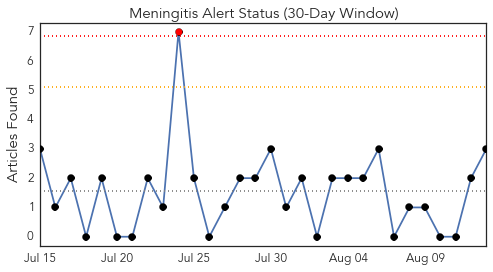 Meningitis Alert Status (30-Day Window)
Articles Found
7
6
5
4
3
2
1
0
Jul 15
Jul 20
Jul 25
Jul 30
Aug 04
Aug 09